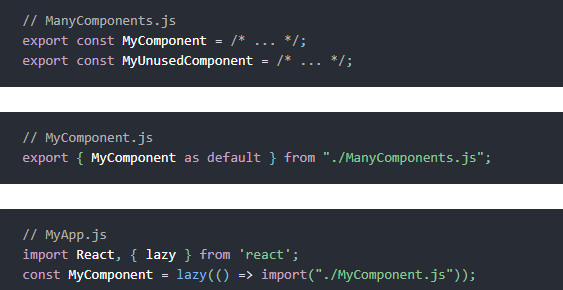 // ManyComponents.js
export const MyComponent = /* ... */;
export const MyUnusedComponent = /* ... */;
// MyComponent.js
export { MyComponent as default } from "./ManyComponents.js";
// MyApp.js
import React, { lazy } from 'react';
const MyComponent = lazy(() => import("./MyComponent.js"));